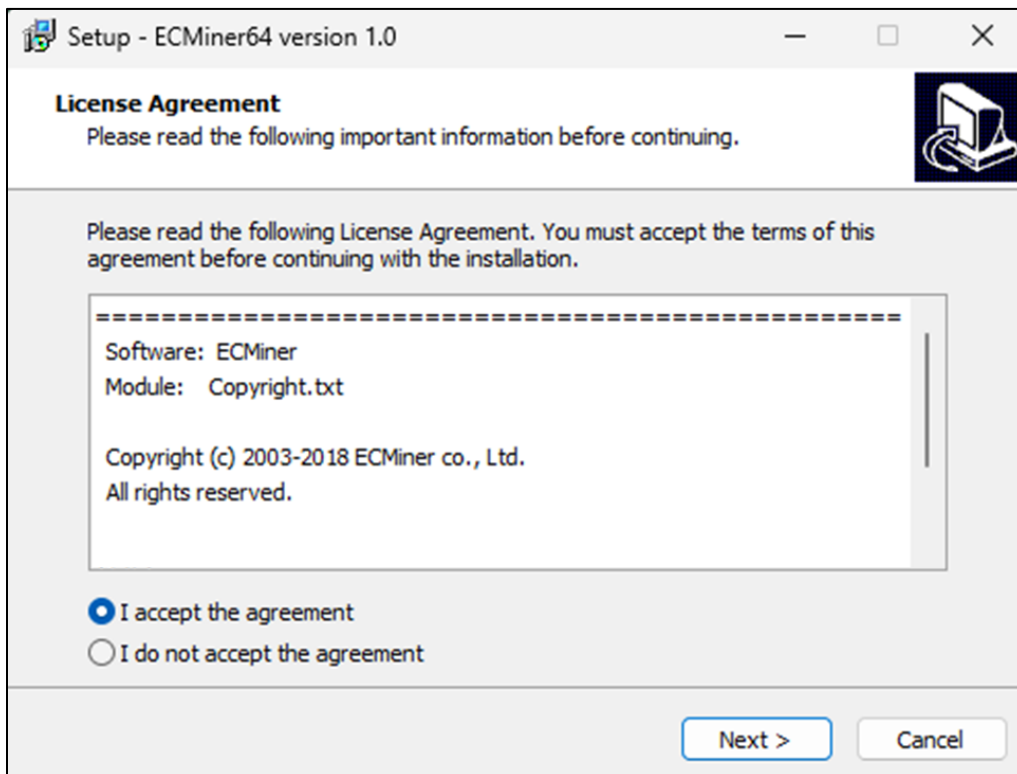 Setup - ECMiner64 version 1.0
License Agreement
Please read the following important information before continuing.
Please read the following License Agreement. You must accept the terms of this
agreement before continuing with the installation.
=================================================
Software: ECMiner
Module: Copyright.txt
Copyright (c) 2003-2018 ECMiner co., Ltd.
All rights reserved.
I accept the agreement
I do not accept the agreement
Next >
Cancel